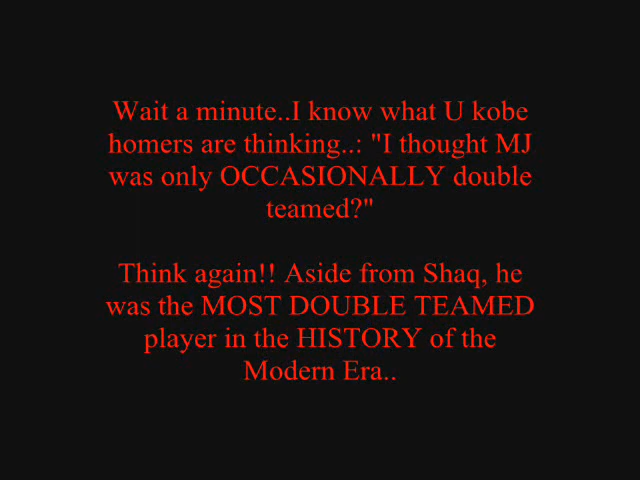 Wait a minute..I know what U kobe
homers are thinking..: "I thought MJ
was only OCCASIONALLY double
teamed?"
Think again!! Aside from Shaq, he
was the MOST DOUBLE TEAMED
player in the HISTORY of the
Modern Era..